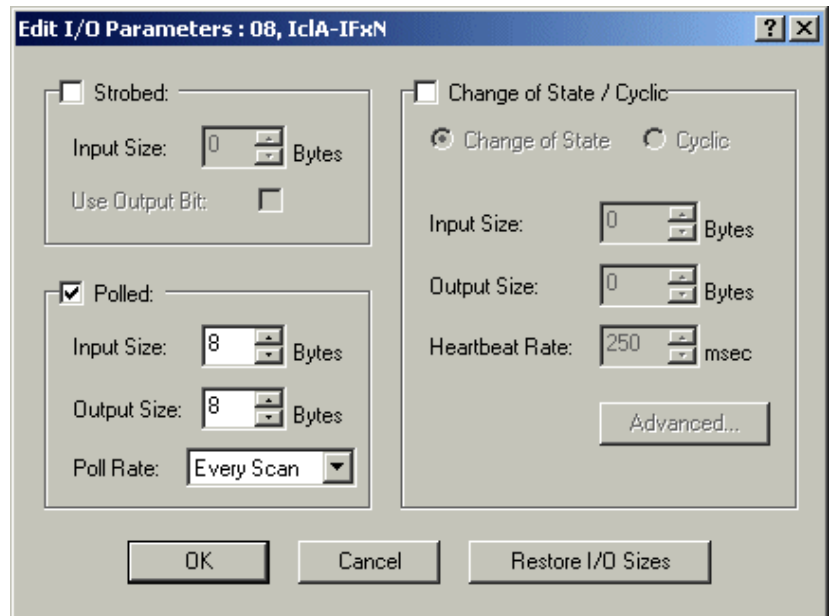 Edit I/O Parameters : 08, IclA-IFxN
Strobed:
Input Size: 0 Bytes
Use Output Bit:
Polled:
Input Size: 8 Bytes
Output Size: 8 Bytes
Poll Rate: Every Scan
Change of State / Cyclic
Change of State Cyclic
Input Size: 0 Bytes
Output Size: 0 Bytes
Heartbeat Rate: 250 msec
Advanced...
OK Cancel Restore I/O Sizes